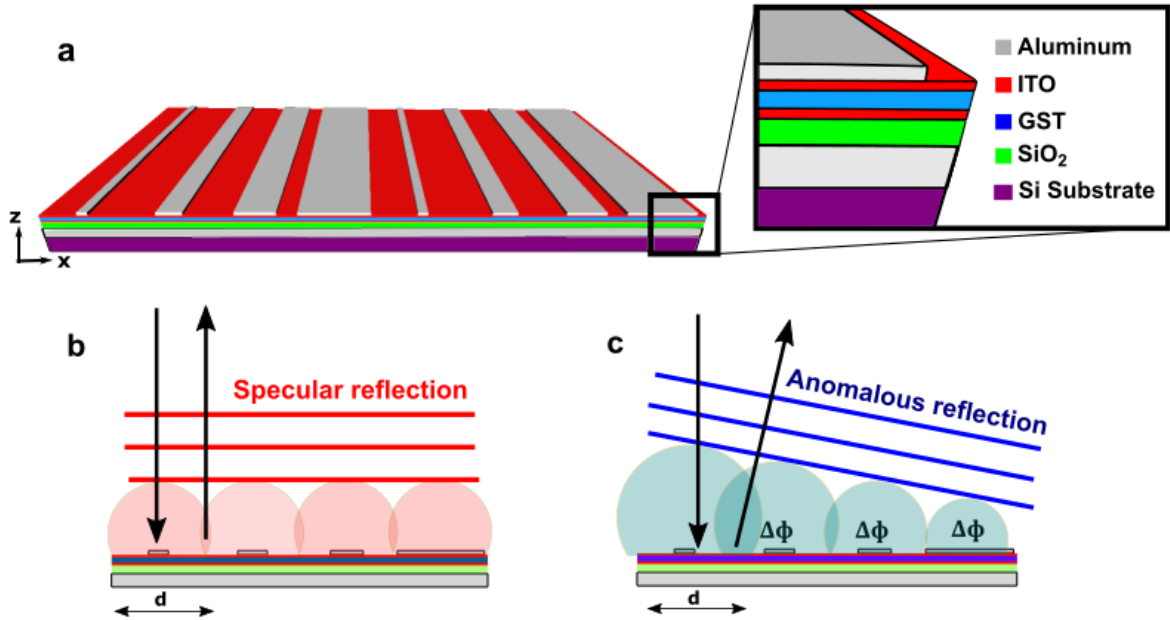 a
Aluminum
ITO
GST
SiO₂
Si Substrate
z
x
b
Specular reflection
d
c
Anomalous reflection
Δϕ
Δϕ
Δϕ
d